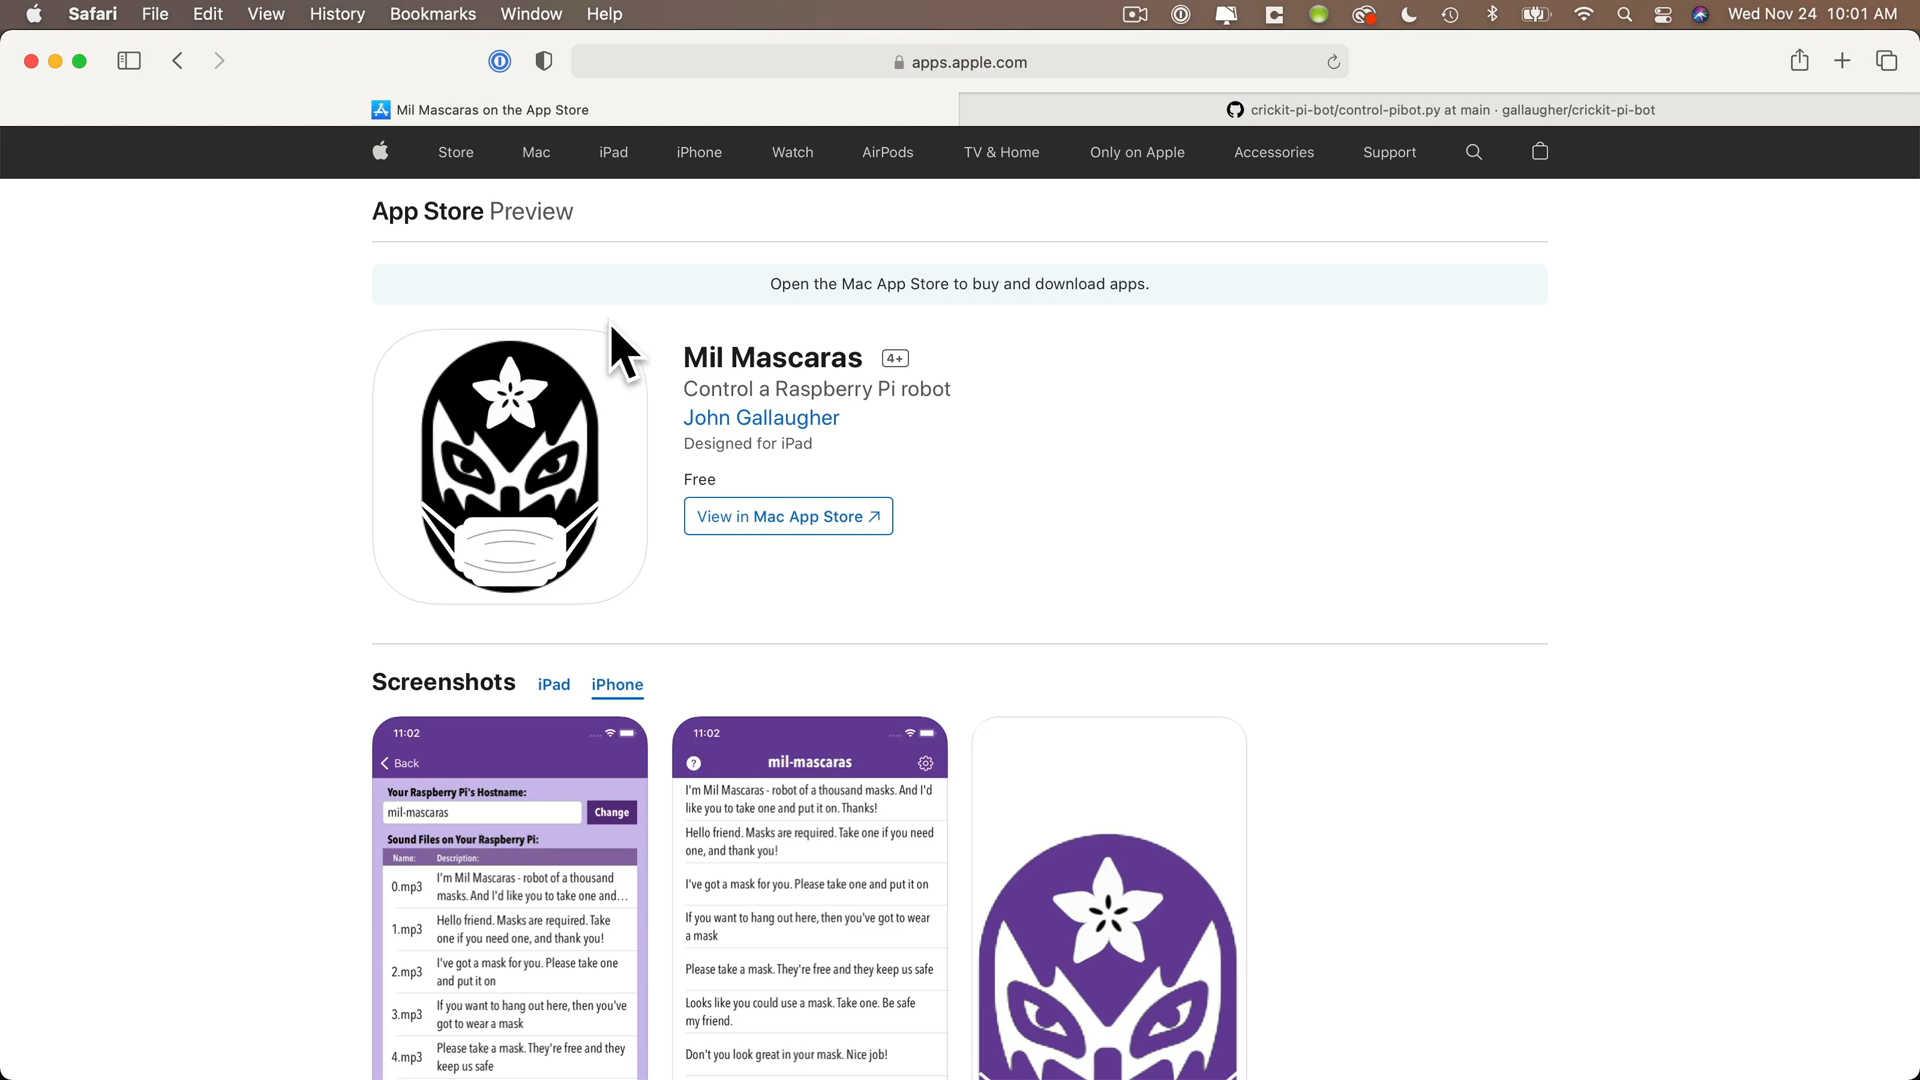 Safari File Edit View History Bookmarks Window Help Wed Nov 24 10:01 AM
apps.apple.com
Mil Mascaras on the App Store
crickit-pi-bot/control-pibot.py at main · gallaugher/crickit-pi-bot
Store Mac iPad iPhone Watch AirPods TV & Home Only on Apple Accessories Support
App Store Preview
Open the Mac App Store to buy and download apps.
Mil Mascaras 4+
Control a Raspberry Pi robot
John Gallaugher
Designed for iPad
Free
View in Mac App Store ↗
Screenshots iPad iPhone
11:02
Back
Your Raspberry Pi's Hostname:
mil-mascaras Change
Sound Files on Your Raspberry Pi:
Name: Description:
0.mp3 I'm Mil Mascaras - robot of a thousand
masks. And I'd like you to take one and...
1.mp3 Hello friend. Masks are required. Take
one if you need one, and thank you!
2.mp3 I've got a mask for you. Please take one
and put it on
3.mp3 If you want to hang out here, then you've
got to wear a mask
4.mp3 Please take a mask. They're free and they
keep us safe
11:02
? mil-mascaras
I'm Mil Mascaras - robot of a thousand masks. And I'd
like you to take one and put it on. Thanks!
Hello friend. Masks are required. Take one if you need
one, and thank you!
I've got a mask for you. Please take one and put it on
If you want to hang out here, then you've got to wear
a mask
Please take a mask. They're free and they keep us safe
Looks like you could use a mask. Take one. Be safe
my friend.
Don't you look great in your mask. Nice job!